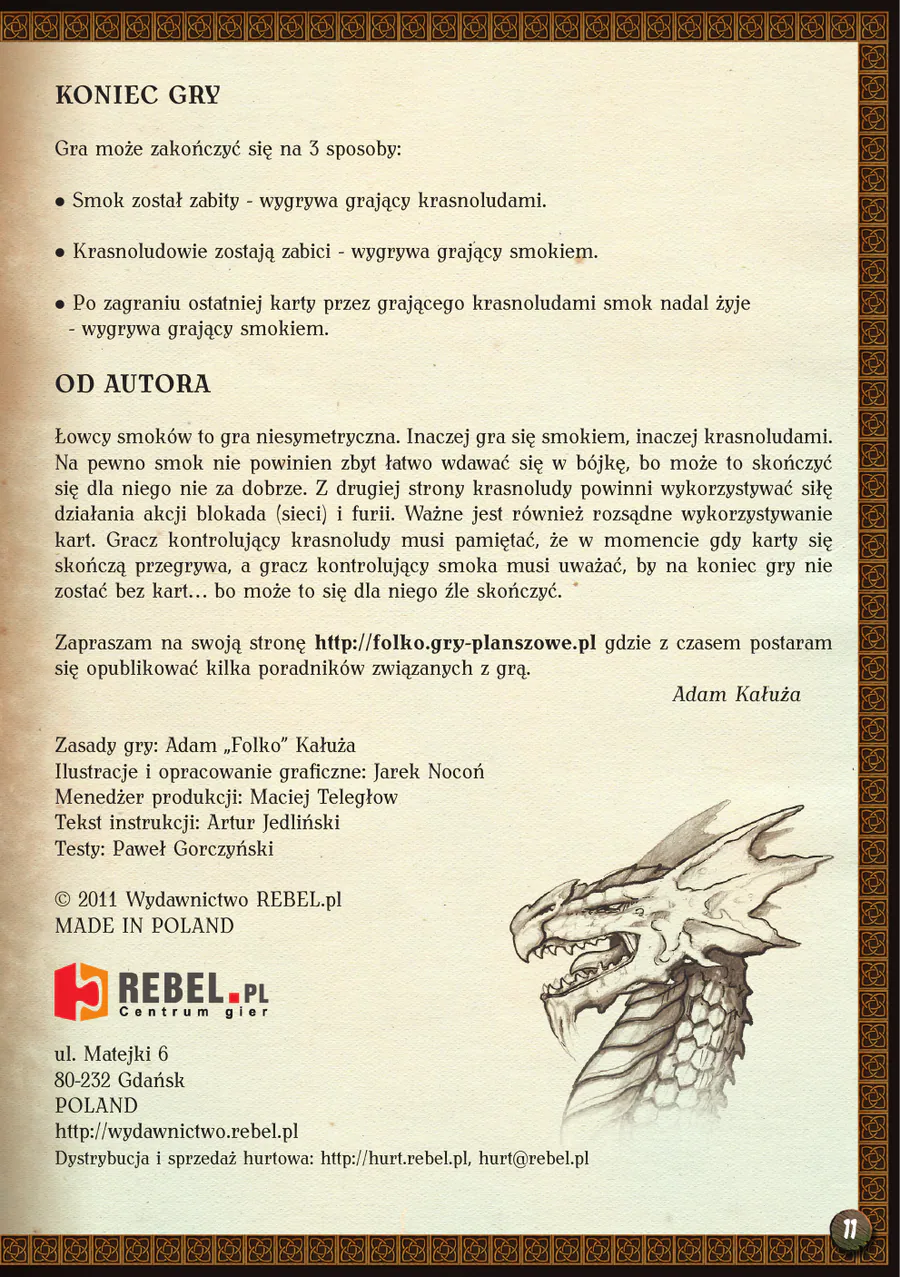 KONIEC GRY
Gra może zakończyć się na 3 sposoby:
● Smok został zabity - wygrywa grający krasnoludami.
● Krasnoludowie zostają zabici - wygrywa grający smokiem.
● Po zagraniu ostatniej karty przez grającego krasnoludami smok nadal żyje
- wygrywa grający smokiem.
OD AUTORA
Łowcy smoków to gra niesymetryczna. Inaczej gra się smokiem, inaczej krasnoludami.
Na pewno smok nie powinien zbyt łatwo wdawać się w bójkę, bo może to skończyć
się dla niego nie za dobrze. Z drugiej strony krasnoludy powinni wykorzystywać siłę
działania akcji blokada (sieci) i furii. Ważne jest również rozsądne wykorzystywanie
kart. Gracz kontrolujący krasnoludy musi pamiętać, że w momencie gdy karty się
skończą przegrywa, a gracz kontrolujący smoka musi uważać, by na koniec gry nie
zostać bez kart... bo może to się dla niego źle skończyć.
Zapraszam na swoją stronę http://folko.gry-planszowe.pl gdzie z czasem postaram
się opublikować kilka poradników związanych z grą.
Adam Kałuża
Zasady gry: Adam „Folko” Kałuża
Ilustracje i opracowanie graficzne: Jarek Nocoń
Menedżer produkcji: Maciej Teległow
Tekst instrukcji: Artur Jedliński
Testy: Paweł Gorczyński
© 2011 Wydawnictwo REBEL.pl
MADE IN POLAND
REBEL.PL
Centrum gier
ul. Matejki 6
80-232 Gdańsk
POLAND
http://wydawnictwo.rebel.pl
Dystrybucja i sprzedaż hurtowa: http://hurt.rebel.pl, hurt@rebel.pl
11